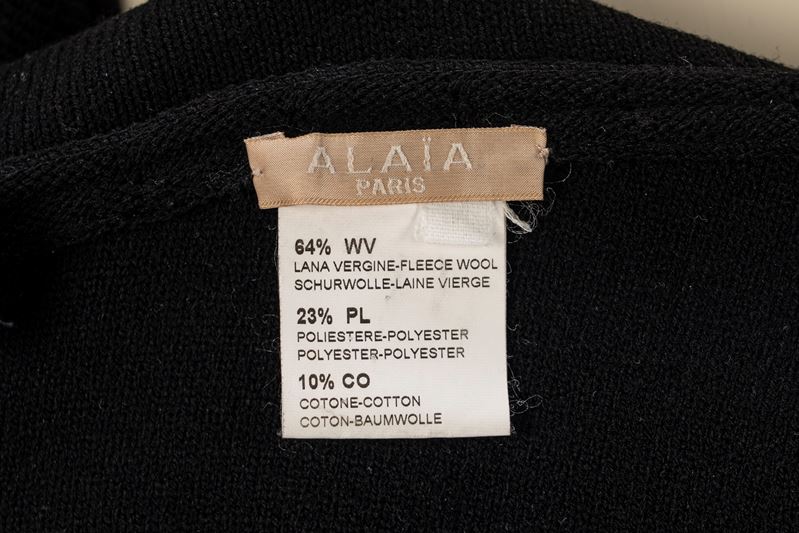 ALAÏA
PARIS
64% WV
LANA VERGINE-FLEECE WOOL
SCHURWOLLE-LAINE VIERGE
23% PL
POLIESTERE-POLYESTER
POLYESTER-POLYESTER
10% CO
COTONE-COTTON
COTON-BAUMWOLLE